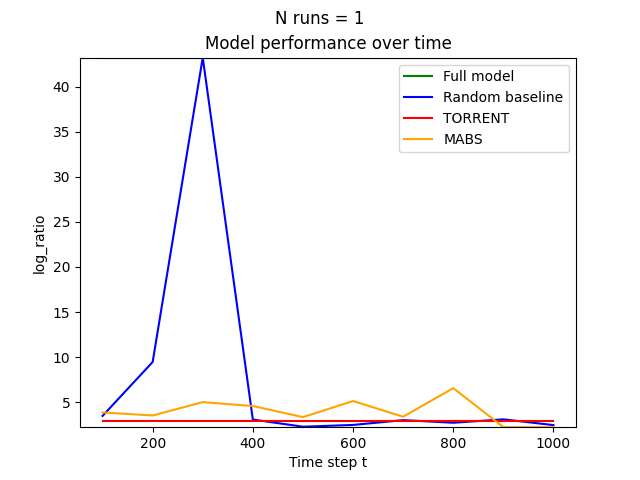 N runs = 1
Model performance over time
Full model
Random baseline
TORRENT
MABS
40
35
30
25
20
15
10
5
log_ratio
200 400 600 800 1000
Time step t